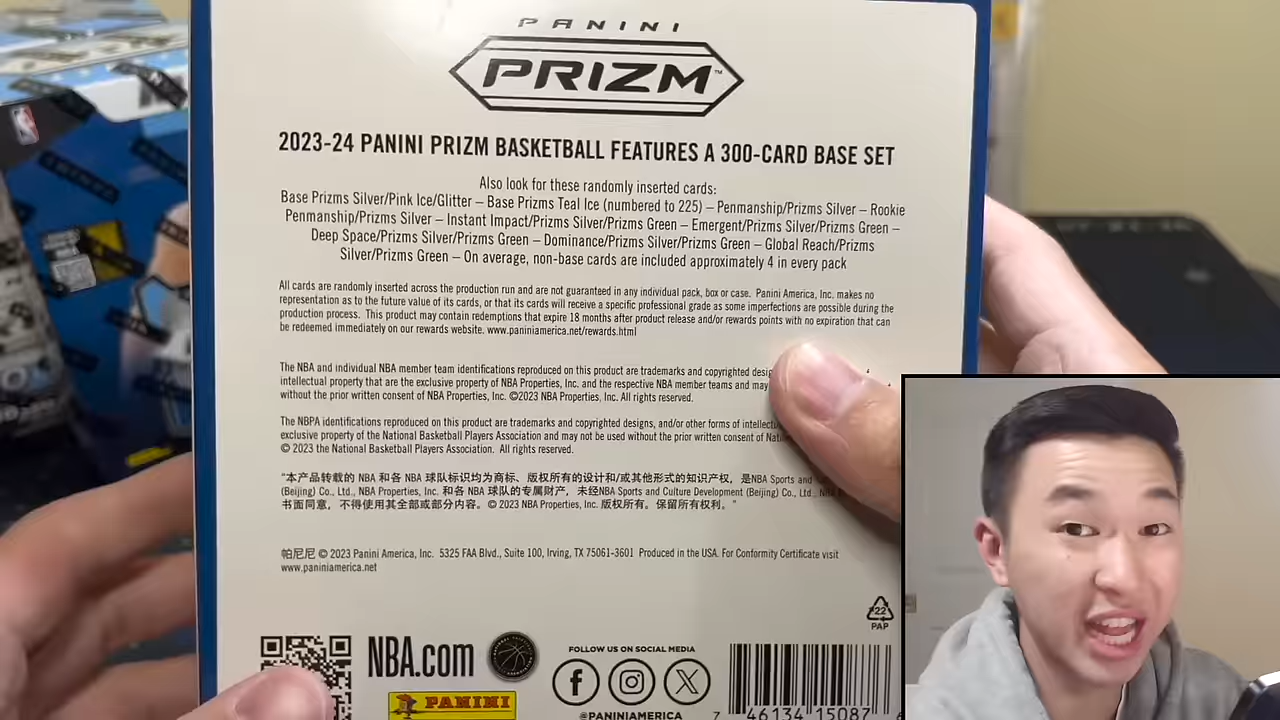 PANINI
PRIZM™
2023-24 PANINI PRIZM BASKETBALL FEATURES A 300-CARD BASE SET
Also look for these randomly inserted cards:
Base Prizms Silver/Pink Ice/Glitter – Base Prizms Teal Ice (numbered to 225) – Penmanship/Prizms Silver – Rookie
Penmanship/Prizms Silver – Instant Impact/Prizms Silver/Prizms Green – Emergent/Prizms Silver/Prizms Green –
Deep Space/Prizms Silver/Prizms Green – Dominance/Prizms Silver/Prizms Green – Global Reach/Prizms
Silver/Prizms Green – On average, non-base cards are included approximately 4 in every pack
All cards are randomly inserted across the production run and are not guaranteed in any individual pack, box or case. Panini America, Inc. makes no
representation as to the future value of its cards, or that its cards will receive a specific professional grade as some imperfections are possible during the
production process. This product may contain redemptions that expire 18 months after product release and/or rewards points with no expiration that can
be redeemed immediately on our rewards website. www.paniniamerica.net/rewards.html
The NBA and individual NBA member team identifications reproduced on this product are trademarks and copyrighted
intellectual property that are the exclusive property of NBA Properties, Inc. and the respective NBA member teams and may
without the prior written consent of NBA Properties, Inc. ©2023 NBA Properties, Inc. All rights reserved.
The NBPA identifications reproduced on this product are trademarks and copyrighted designs, and/or other forms of
exclusive property of the National Basketball Players Association and may not be used without the prior written consent of
© 2023 the National Basketball Players Association. All rights reserved.
"本产品转载的 NBA 和各 NBA 球队标识均为商标、版权所有的设计和/或其他形式的知识产权，是NBA Sports and
(Beijing) Co., Ltd., NBA Properties, Inc. 和各 NBA 球队的专属财产，未经NBA Sports and Culture Development (Beijing) Co., Ltd.,
书面同意，不得使用其全部或部分内容。© 2023 NBA Properties, Inc. 版权所有。保留所有权利。"
帕尼尼 © 2023 Panini America, Inc. 5325 FAA Blvd., Suite 100, Irving, TX 75061-3601 Produced in the USA. For Conformity Certificate visit
www.paniniamerica.net
22
PAP
NBA.com
PANINI
FOLLOW US ON SOCIAL MEDIA
@PANINIAMERICA
7 46134 15087